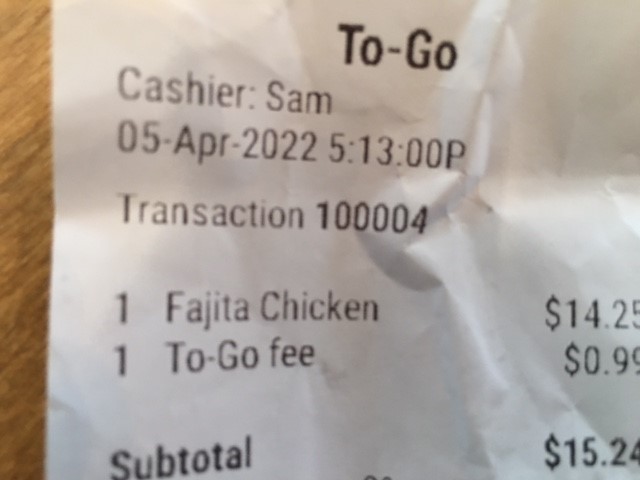 To-Go
Cashier: Sam
05-Apr-2022 5:13:00P
Transaction 100004
1 Fajita Chicken $14.25
1 To-Go fee $0.99
Subtotal $15.24